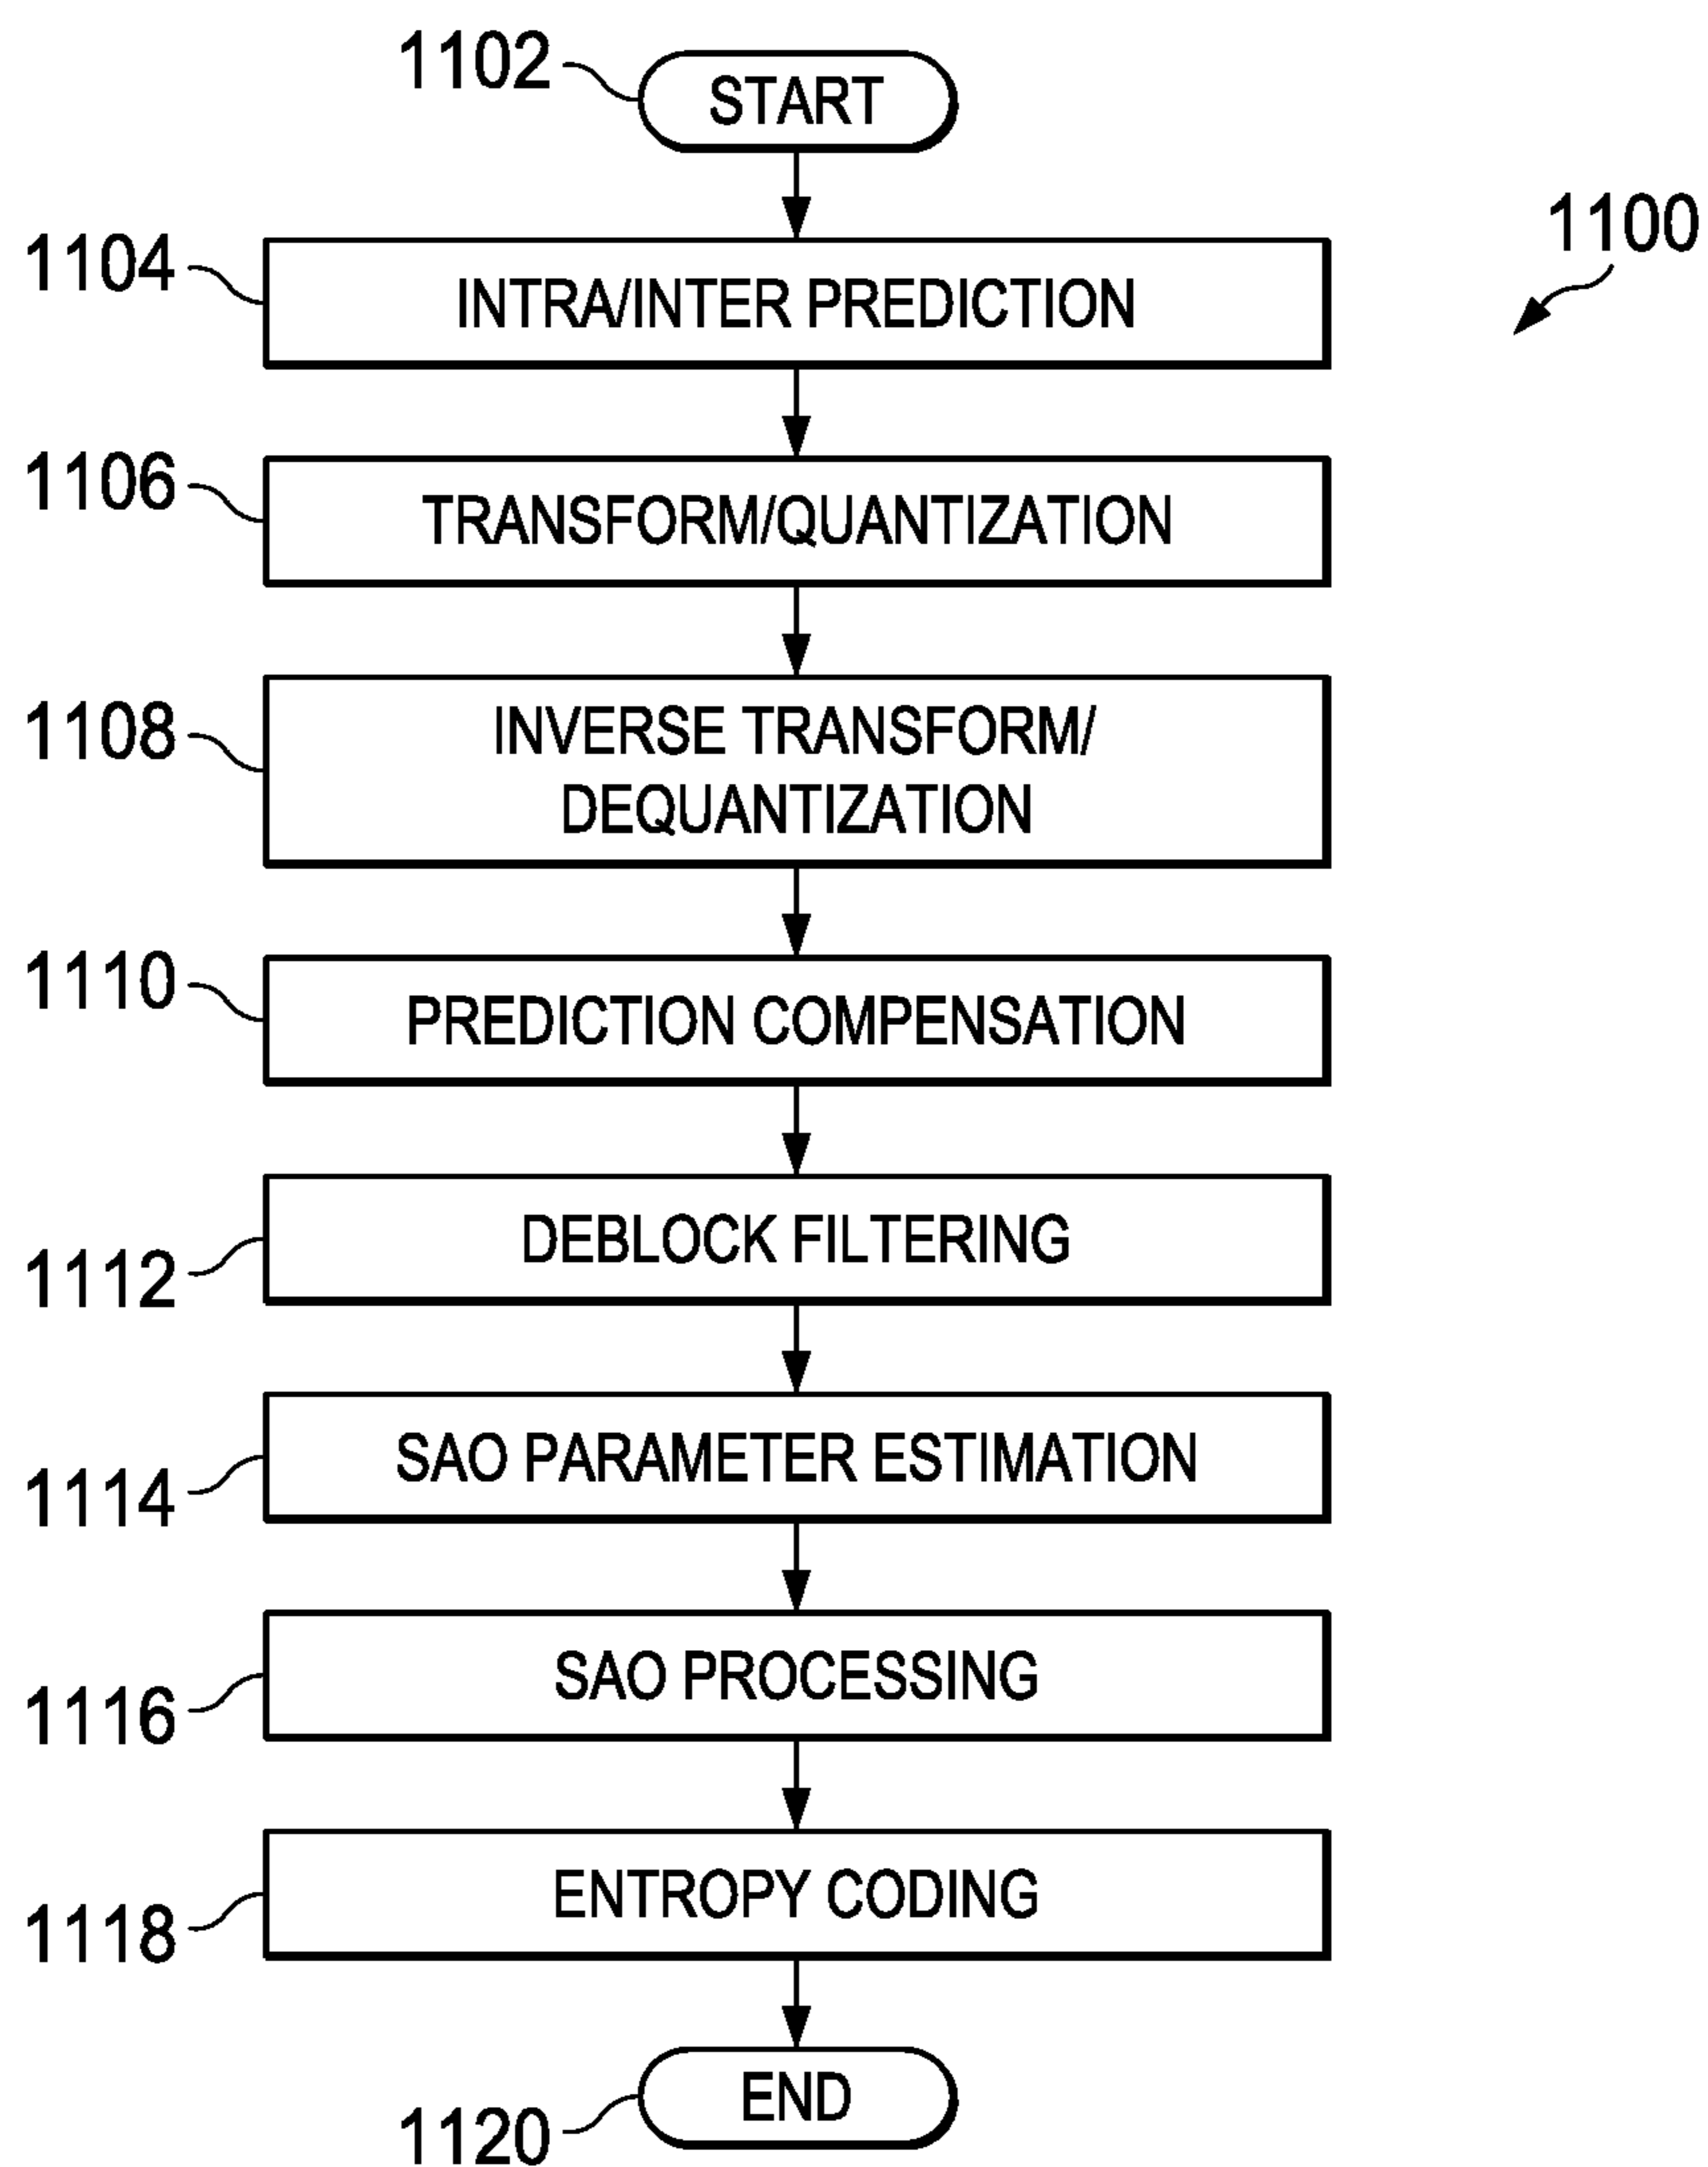 1102
START
1100
1104
INTRA/INTER PREDICTION
1106
TRANSFORM/QUANTIZATION
1108
INVERSE TRANSFORM/
DEQUANTIZATION
1110
PREDICTION COMPENSATION
1112
DEBLOCK FILTERING
1114
SAO PARAMETER ESTIMATION
1116
SAO PROCESSING
1118
ENTROPY CODING
1120
END